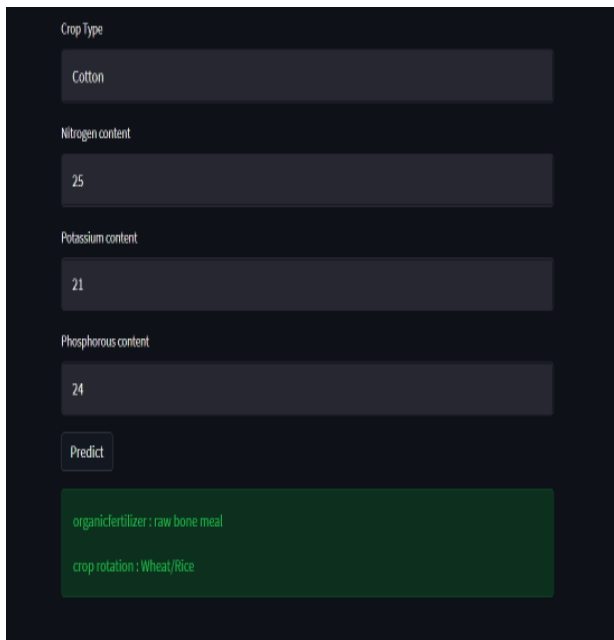 Crop Type
Cotton
Nitrogen content
25
Potassium content
21
Phosphorous content
24
Predict
organicfertilizer : raw bone meal
crop rotation : Wheat/Rice